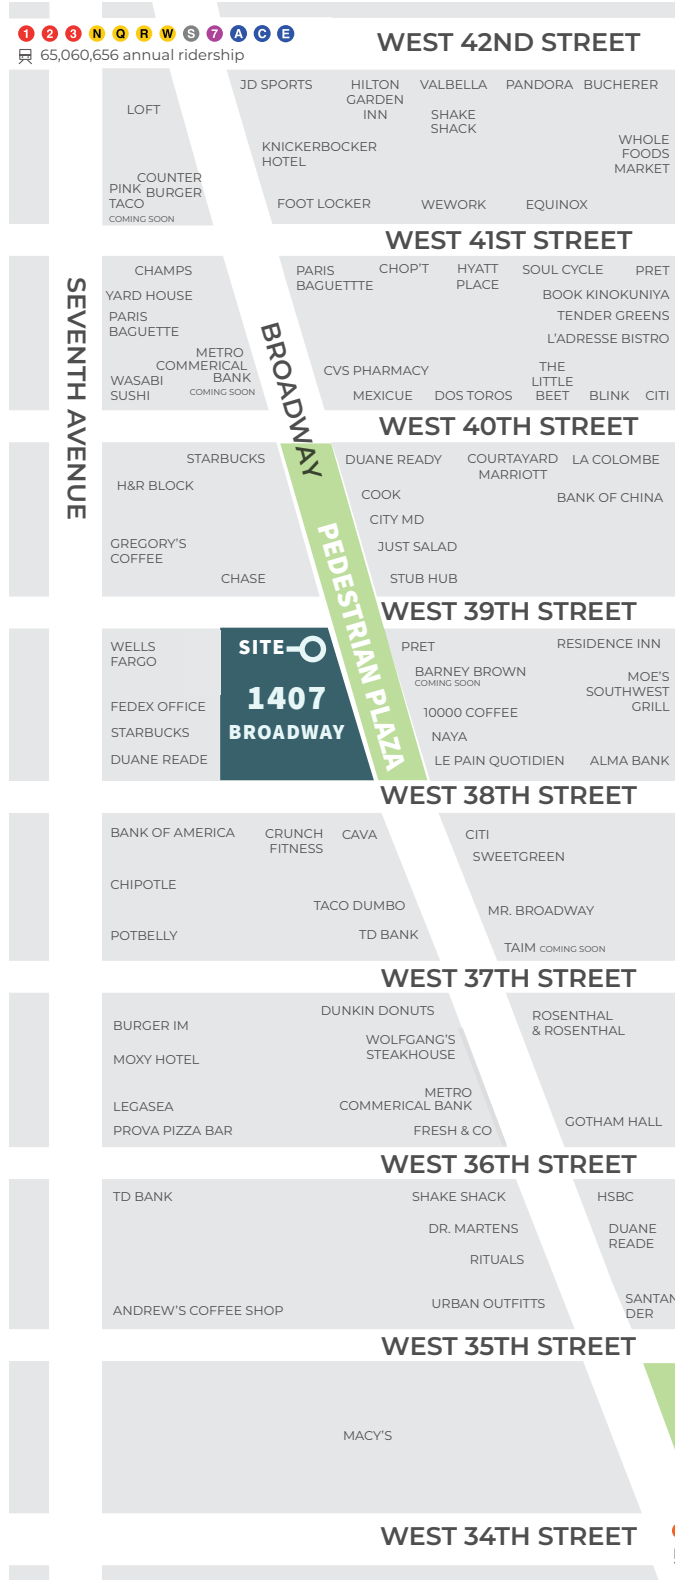 1 2 3 N Q R W S 7 A C E
65,060,656 annual ridership
WEST 42ND STREET
JD SPORTS
HILTON
GARDEN
INN
VALBELLA
PANDORA
BUCHERER
LOFT
SHAKE
SHACK
KNICKERBOCKER
HOTEL
WHOLE
FOODS
MARKET
COUNTER
BURGER
PINK
TACO
COMING SOON
FOOT LOCKER
WEWORK
EQUINOX
WEST 41ST STREET
SEVENTH AVENUE
BROADWAY
CHAMPS
PARIS
BAGUETTTE
CHOP'T
HYATT
PLACE
SOUL CYCLE
PRET
YARD HOUSE
BOOK KINOKUNIYA
PARIS
BAGUETTE
TENDER GREENS
L'ADRESSE BISTRO
METRO
COMMERICAL
BANK
COMING SOON
WASABI
SUSHI
CVS PHARMACY
THE
LITTLE
BEET
MEXICUE
DOS TOROS
BLINK
CITI
WEST 40TH STREET
STARBUCKS
DUANE READY
COURTAYARD
MARRIOTT
LA COLOMBE
H&R BLOCK
COOK
BANK OF CHINA
CITY MD
GREGORY'S
COFFEE
JUST SALAD
CHASE
STUB HUB
PEDESTRIAN PLAZA
WEST 39TH STREET
WELLS
FARGO
SITE
1407
BROADWAY
PRET
RESIDENCE INN
BARNEY BROWN
COMING SOON
MOE'S
SOUTHWEST
GRILL
FEDEX OFFICE
10000 COFFEE
STARBUCKS
NAYA
DUANE READE
LE PAIN QUOTIDIEN
ALMA BANK
WEST 38TH STREET
BANK OF AMERICA
CRUNCH
FITNESS
CAVA
CITI
SWEETGREEN
CHIPOTLE
TACO DUMBO
MR. BROADWAY
POTBELLY
TD BANK
TAIM COMING SOON
WEST 37TH STREET
DUNKIN DONUTS
ROSENTHAL
& ROSENTHAL
BURGER IM
WOLFGANG'S
STEAKHOUSE
MOXY HOTEL
METRO
COMMERICAL BANK
LEGASEA
GOTHAM HALL
PROVA PIZZA BAR
FRESH & CO
WEST 36TH STREET
TD BANK
SHAKE SHACK
HSBC
DR. MARTENS
DUANE
READE
RITUALS
URBAN OUTFITTS
SANTAN
DER
ANDREW'S COFFEE SHOP
WEST 35TH STREET
MACY'S
WEST 34TH STREET